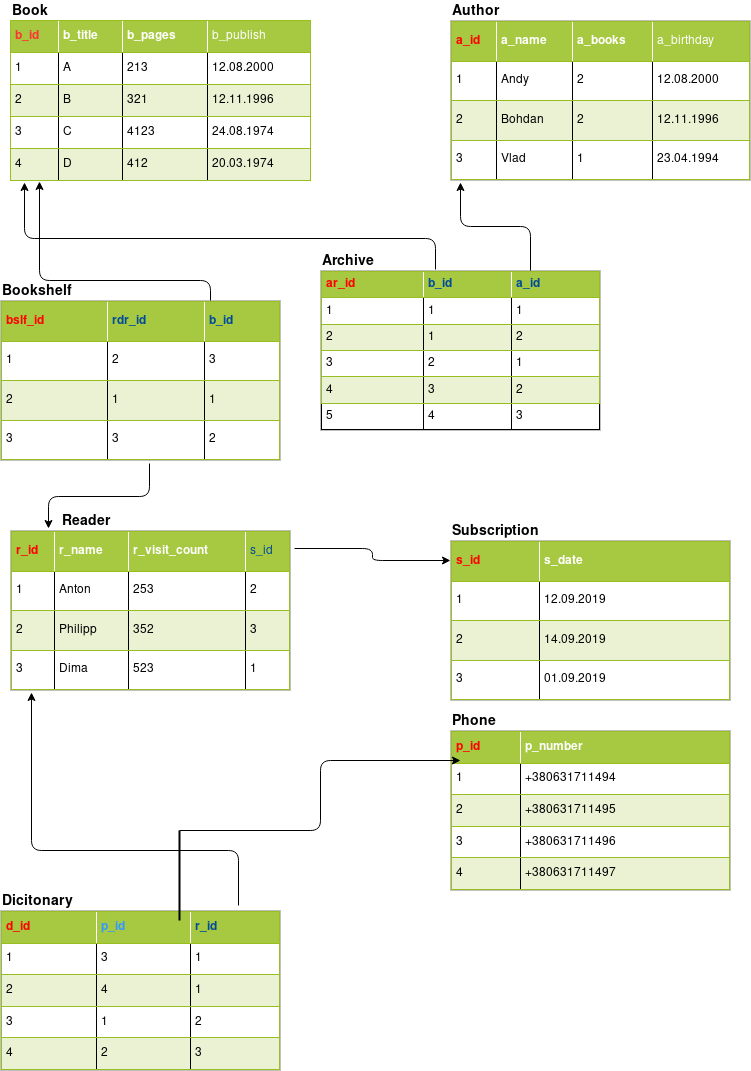 Book
b_id b_title b_pages b_publish
1 A 213 12.08.2000
2 B 321 12.11.1996
3 C 4123 24.08.1974
4 D 412 20.03.1974
Author
a_id a_name a_books a_birthday
1 Andy 2 12.08.2000
2 Bohdan 2 12.11.1996
3 Vlad 1 23.04.1994
Archive
ar_id b_id a_id
1 1 1
2 1 2
3 2 1
4 3 2
5 4 3
Bookshelf
bslf_id rdr_id b_id
1 2 3
2 1 1
3 3 2
Reader
r_id r_name r_visit_count s_id
1 Anton 253 2
2 Philipp 352 3
3 Dima 523 1
Subscription
s_id s_date
1 12.09.2019
2 14.09.2019
3 01.09.2019
Phone
p_id p_number
1 +380631711494
2 +380631711495
3 +380631711496
4 +380631711497
Dicitonary
d_id p_id r_id
1 3 1
2 4 1
3 1 2
4 2 3